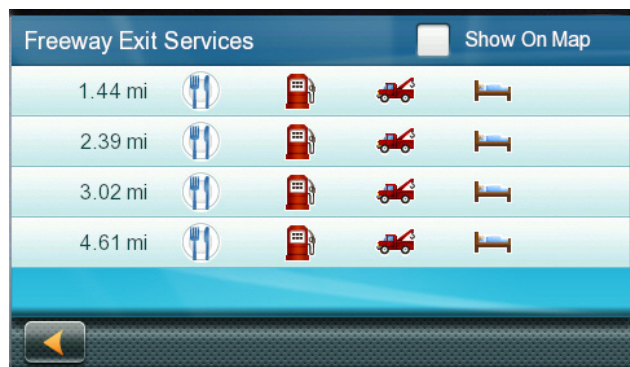 Freeway Exit Services Show On Map
1.44 mi
2.39 mi
3.02 mi
4.61 mi